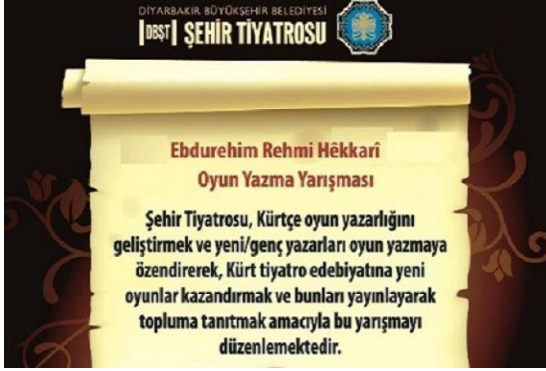 DİYARBAKIR BÜYÜKŞEHİR BELEDİYESİ
DBŞT ŞEHİR TİYATROSU
Ebdurehim Rehmi Hêkkarî
Oyun Yazma Yarışması
Şehir Tiyatrosu, Kürtçe oyun yazarlığını
geliştirmek ve yeni/genç yazarları oyun yazmaya
özendirerek, Kürt tiyatro edebiyatına yeni
oyunlar kazandırmak ve bunları yayınlayarak
topluma tanıtmak amacıyla bu yarışmayı
düzenlemektedir.